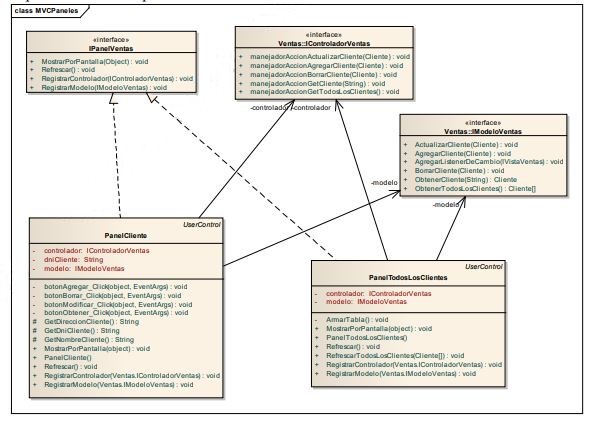 class MVCPaneles
«interface»
IPanelVentas
+ MostrarPorPantalla(Object) : void
+ Refrescar() : void
+ RegistrarControlador(IControladorVentas) : void
+ RegistrarModelo(IModeloVentas) : void
«interface»
Ventas::IControladorVentas
+ manejadorAccionActualizarCliente(Cliente) : void
+ manejadorAccionAgregarCliente(Cliente) : void
+ manejadorAccionBorrarCliente(Cliente) : void
+ manejadorAccionGetCliente(String) : void
+ manejadorAccionGetTodosLosClientes() : void
-controlador
-controlador
«interface»
Ventas::IModeloVentas
+ ActualizarCliente(Cliente) : void
+ AgregarCliente(Cliente) : void
+ AgregarListenerDeCambio(IVistaVentas) : void
+ BorrarCliente(Cliente) : void
+ ObtenerCliente(String) : Cliente
+ ObtenerTodosLosClientes() : Cliente[]
-modelo
-modelo
UserControl
PanelCliente
- controlador: IControladorVentas
- dniCliente: String
- modelo: IModeloVentas
- botonAgregar_Click(object, EventArgs) : void
- botonBorrar_Click(object, EventArgs) : void
- botonModificar_Click(object, EventArgs) : void
- botonObtener_Click(object, EventArgs) : void
# GetDireccionCliente() : String
# GetDniCliente() : String
# GetNombreCliente() : String
+ MostrarPorPantalla(object) : void
+ PanelCliente()
+ Refrescar() : void
+ RegistrarControlador(Ventas.IControladorVentas) : void
+ RegistrarModelo(Ventas.IModeloVentas) : void
UserControl
PanelTodosLosClientes
- controlador: IControladorVentas
- modelo: IModeloVentas
- ArmarTabla() : void
+ MostrarPorPantalla(object) : void
+ PanelTodosLosClientes()
+ Refrescar() : void
+ RefrescarTodosLosClientes(Cliente[]) : void
+ RegistrarControlador(Ventas.IControladorVentas) : void
+ RegistrarModelo(Ventas.IModeloVentas) : void